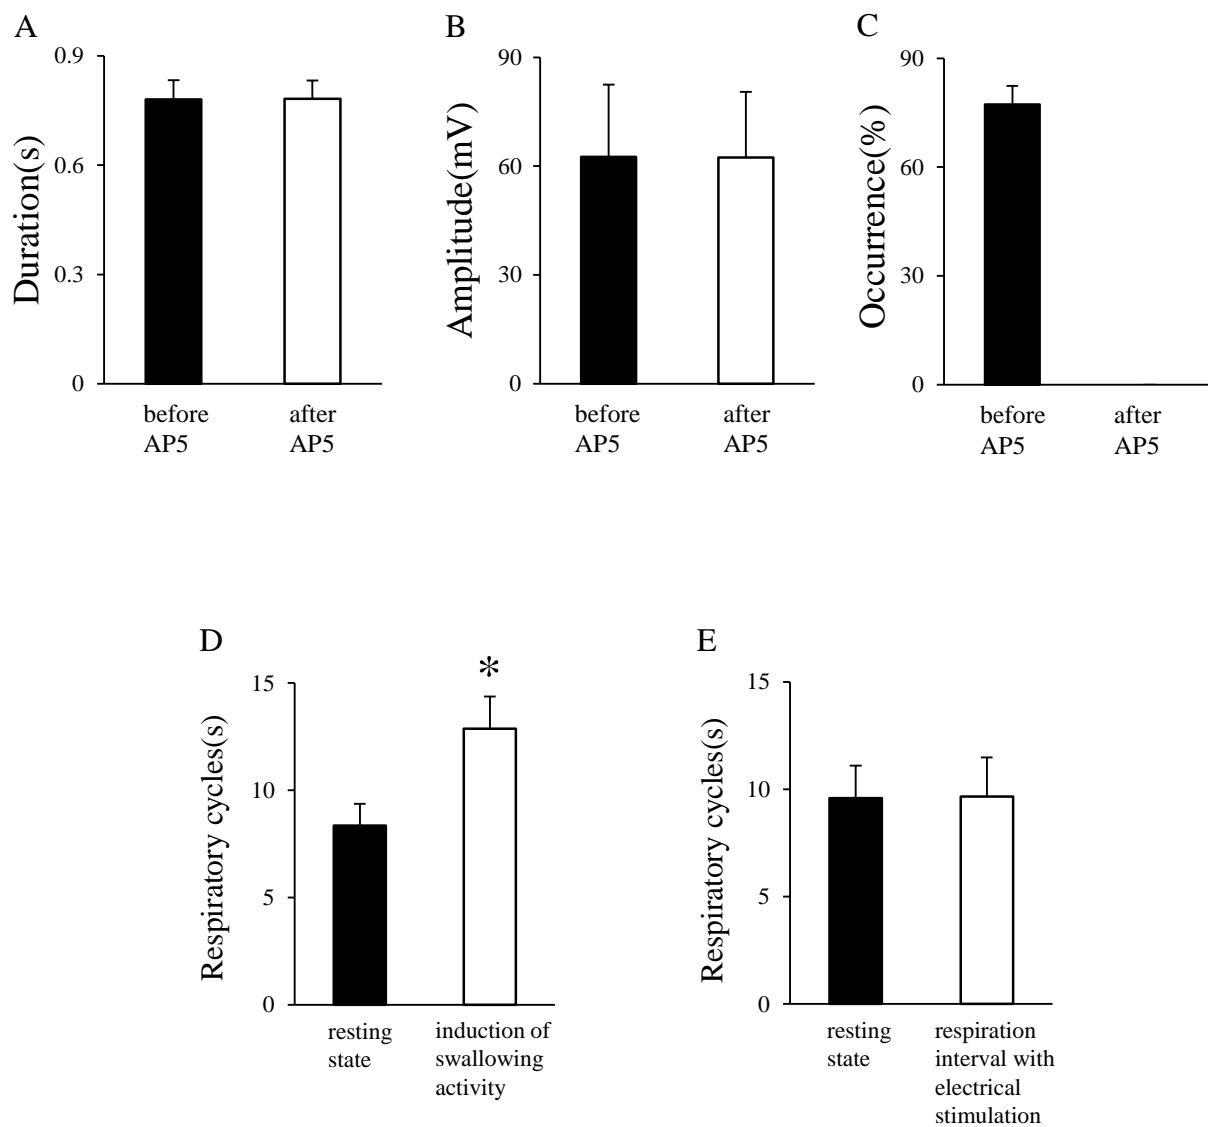 A
B
C
Duration(s)
0.9
0.6
0.3
0
before
AP5
after
AP5
Amplitude(mV)
90
60
30
0
before
AP5
after
AP5
Occurrence(%)
90
60
30
0
before
AP5
after
AP5
D
E
Respiratory cycles(s)
15
10
5
0
*
resting
state
induction of
swallowing
activity
Respiratory cycles(s)
15
10
5
0
resting
state
respiration
interval with
electrical
stimulation